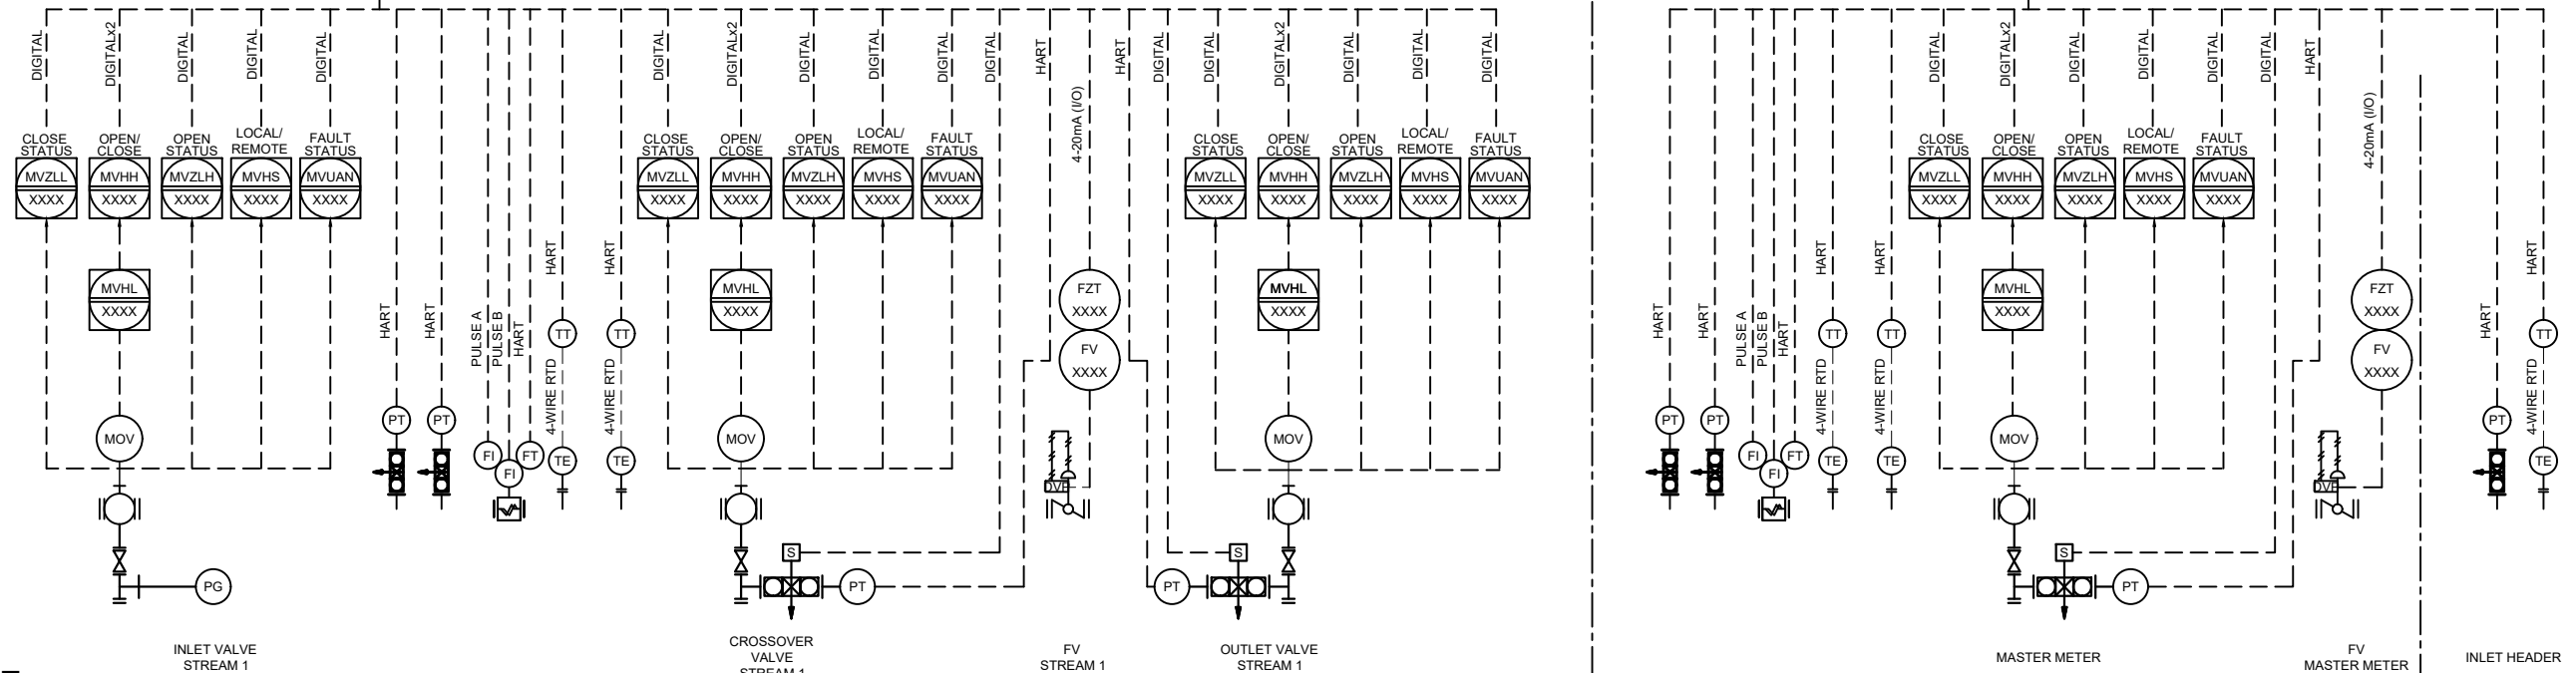 DIGITAL
DIGITALx2
DIGITAL
DIGITAL
DIGITAL
CLOSE
STATUS
OPEN/
CLOSE
OPEN
STATUS
LOCAL/
REMOTE
FAULT
STATUS
MVZLL
XXXX
MVHH
XXXX
MVZLH
XXXX
MVHS
XXXX
MVUAN
XXXX
MVHL
XXXX
MOV
PG
INLET VALVE
STREAM 1
HART
HART
PT
PT
PULSE A
PULSE B
HART
FI
FI
FT
HART
TT
4-WIRE RTD
TE
HART
TT
4-WIRE RTD
TE
DIGITAL
DIGITALx2
DIGITAL
DIGITAL
DIGITAL
DIGITAL
CLOSE
STATUS
OPEN/
CLOSE
OPEN
STATUS
LOCAL/
REMOTE
FAULT
STATUS
MVZLL
XXXX
MVHH
XXXX
MVZLH
XXXX
MVHS
XXXX
MVUAN
XXXX
MVHL
XXXX
MOV
S
PT
CROSSOVER
VALVE
STREAM 1
HART
4-20mA (I/O)
HART
FZT
XXXX
FV
XXXX
DVC
FV
STREAM 1
DIGITAL
DIGITAL
DIGITALx2
DIGITAL
DIGITAL
DIGITAL
CLOSE
STATUS
OPEN/
CLOSE
OPEN
STATUS
LOCAL/
REMOTE
FAULT
STATUS
MVZLL
XXXX
MVHH
XXXX
MVZLH
XXXX
MVHS
XXXX
MVUAN
XXXX
MVHL
XXXX
MOV
S
PT
OUTLET VALVE
STREAM 1
HART
HART
PT
PT
PULSE A
PULSE B
HART
FI
FI
FT
HART
TT
4-WIRE RTD
TE
HART
TT
4-WIRE RTD
TE
DIGITAL
DIGITALx2
DIGITAL
DIGITAL
DIGITAL
DIGITAL
HART
CLOSE
STATUS
OPEN/
CLOSE
OPEN
STATUS
LOCAL/
REMOTE
FAULT
STATUS
MVZLL
XXXX
MVHH
XXXX
MVZLH
XXXX
MVHS
XXXX
MVUAN
XXXX
MVHL
XXXX
MOV
S
PT
MASTER METER
4-20mA (I/O)
FZT
XXXX
FV
XXXX
DVC
FV
MASTER METER
HART
PT
HART
TT
4-WIRE RTD
TE
INLET HEADER